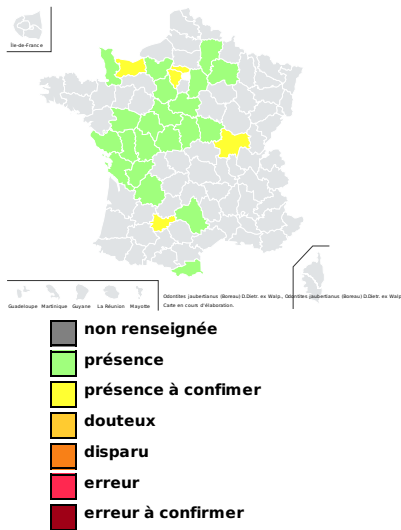 Île-de-France
Guadeloupe Martinique Guyane La Réunion Mayotte
Odontites jaubertianus (Boreau) D.Dietr. ex Walp., Odontites jaubertianus (Boreau) D.Dietr. ex Walp
Carte en cours d'élaboration.
non renseignée
présence
présence à confimer
douteux
disparu
erreur
erreur à confirmer